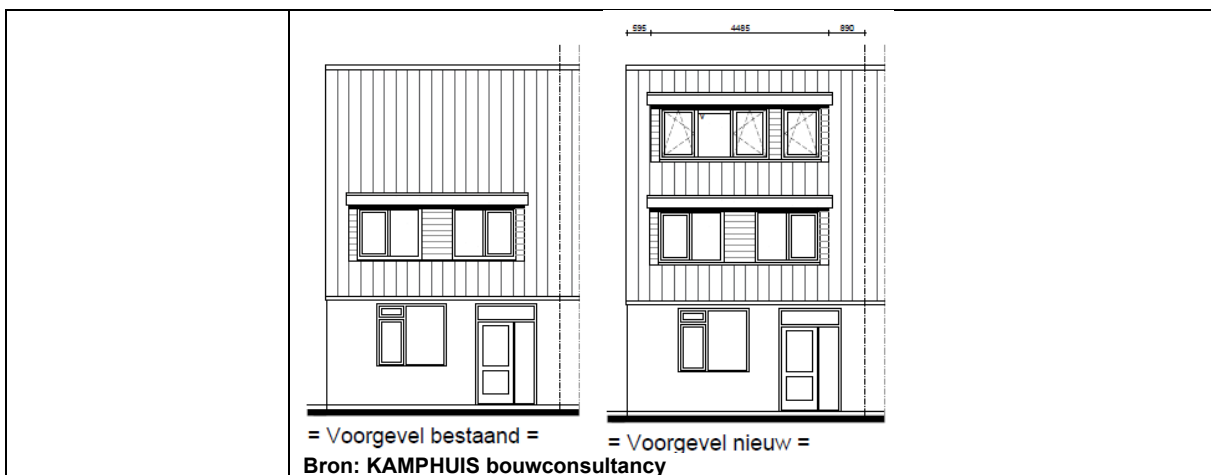 595 4485 890
= Voorgevel bestaand =
= Voorgevel nieuw =
Bron: KAMPHUIS bouwconsultancy